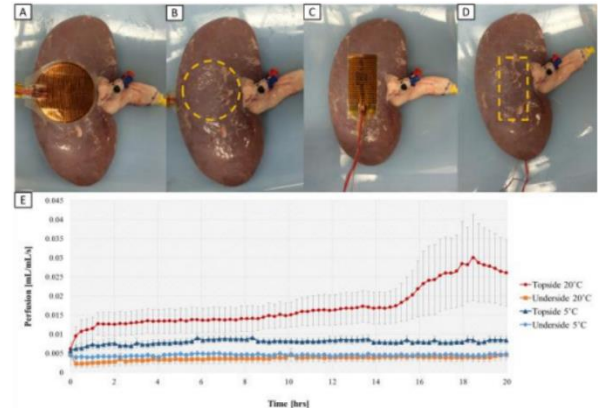 A
B
C
D
E
0.045
0.04
0.035
0.03
0.025
0.02
0.015
0.01
0.005
0
Perfusion [mL/mL/s]
0 2 4 6 8 10 12 14 16 18 20
Time [hrs]
Topside 20°C
Underside 20°C
Topside 5°C
Underside 5°C